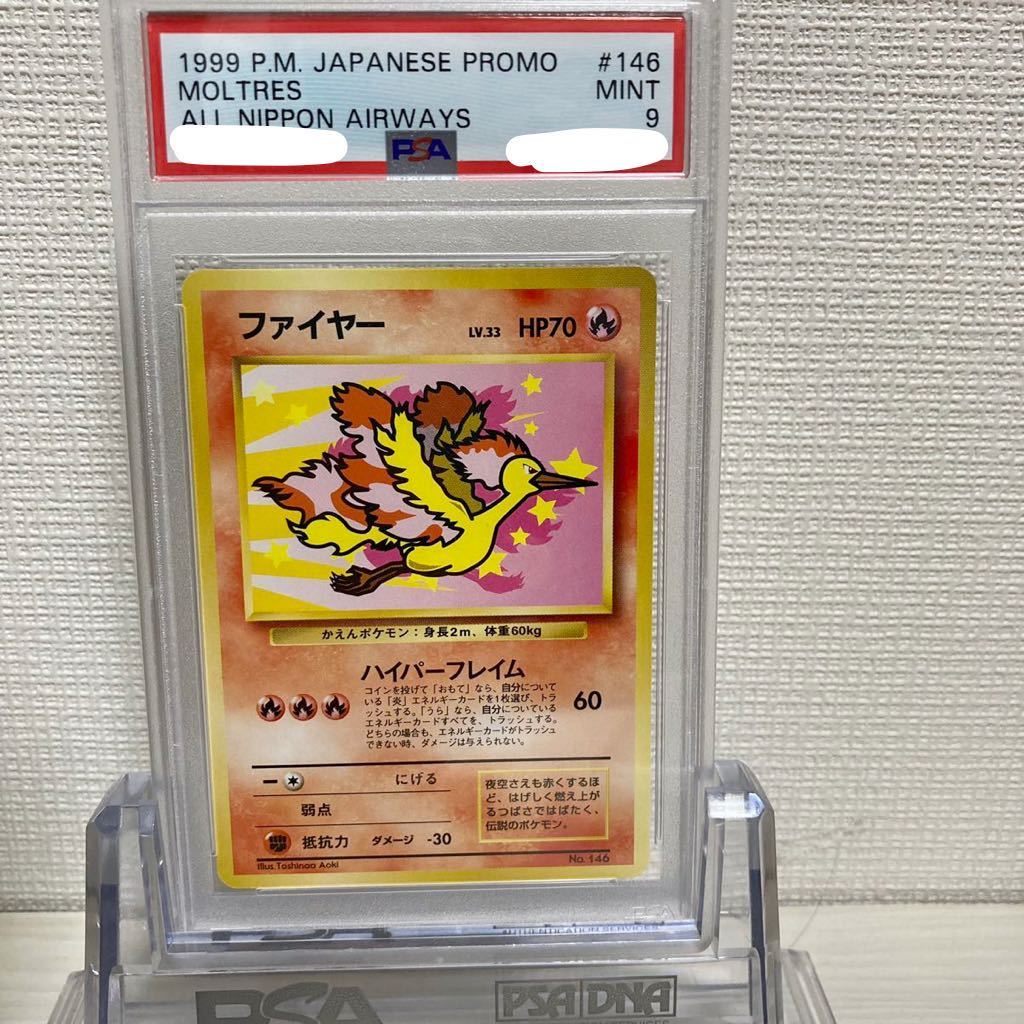 1999 P.M. JAPANESE PROMO #146
MOLTRES MINT
ALL NIPPON AIRWAYS 9
PSA
ファイヤー LV.33 HP70
かえんポケモン：身長2m、体重60kg
ハイパーフレイム
コインを投げて「おもて」なら、自分について
いる「炎」エネルギーカードを1枚選び、トラ
ッシュする。「うら」なら、自分についている
エネルギーカードすべてを、トラッシュする。
どちらの場合も、エネルギーカードがトラッシュ
できない時、ダメージは与えられない。
60
にげる
弱点
抵抗力 ダメージ -30
夜空さえも赤くするほ
ど、はげしく燃え上が
るつばさではばたく、
伝説のポケモン。
Illus.Toshinao Aoki
No. 146
AUTHENTICATION SERVICES
PSA
PSA DNA